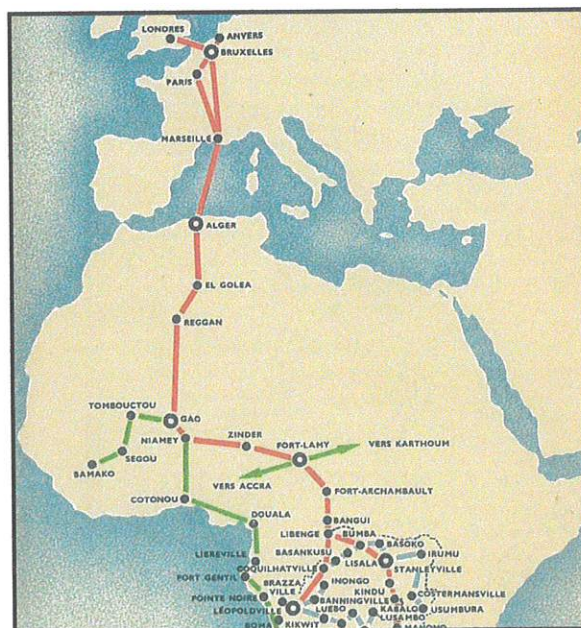 LONDRES
ANVERS
BRUXELLES
PARIS
MARSEILLE
ALGER
EL GOLEA
REGGAN
TOMBOUCTOU
GAO
NIAMEY
ZINDER
FORT-LAMY
VERS KARTHOUM
SEGOU
BAMAKO
VERS ACCRA
FORT-ARCHAMBAULT
COTONOU
DOUALA
BANGUI
LIBENGE
BUMBA
BASOKO
LIBREVILLE
BASANKUSU
IRUMU
COQUILHATVILLE
LISALA
STANLEYVILLE
PORT GENTIL
BRAZZA
VILLE
INONGO
KINDU
POINTE NOIRE
BANNINGVILLE
COSTERMANSVILLE
LÉOPOLDVILLE
LUEBO
KABALO
USUMBURA
BOMA
KIKWIT
LUSAMBO
MANONO